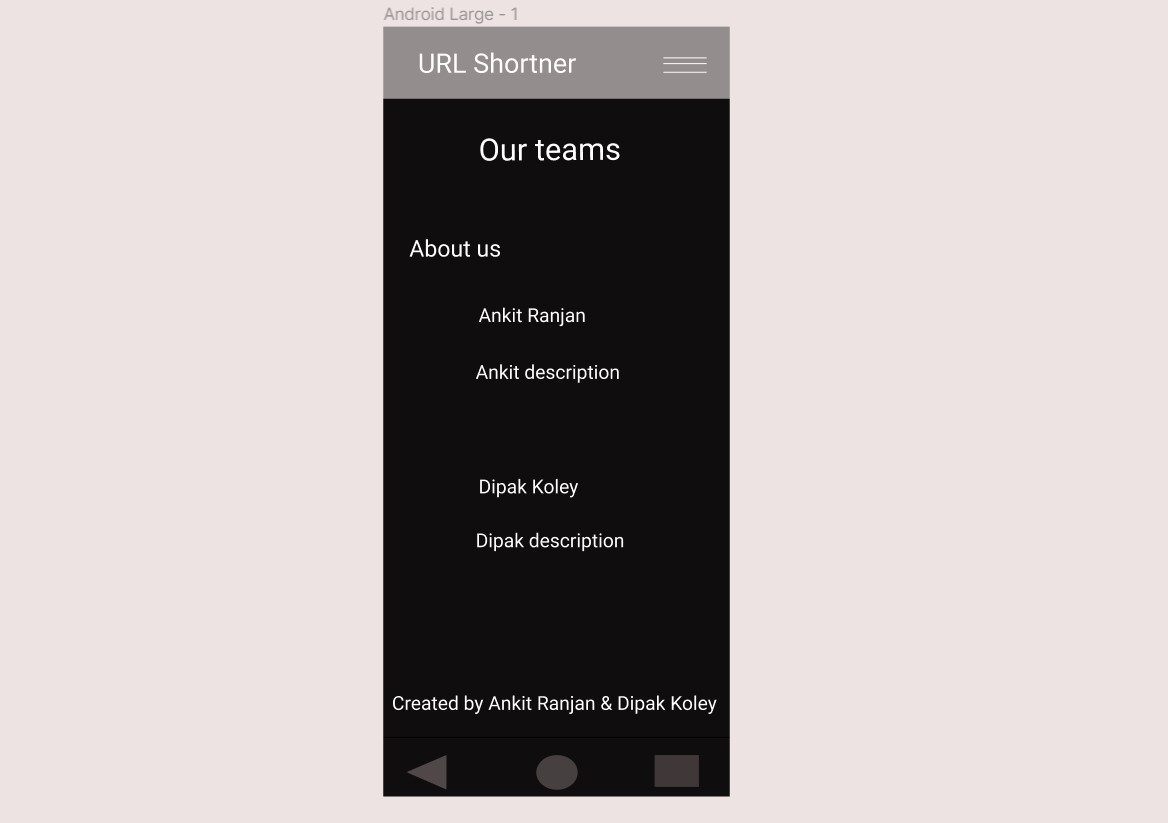 Android Large - 1
URL Shortner
Our teams
About us
Ankit Ranjan
Ankit description
Dipak Koley
Dipak description
Created by Ankit Ranjan & Dipak Koley